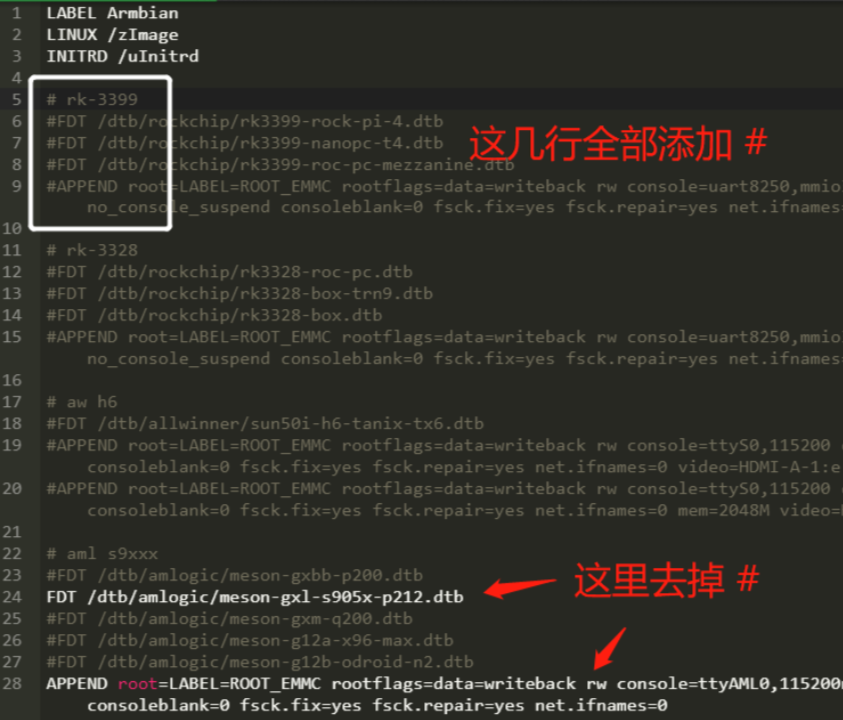 1 LABEL Armbian
2 LINUX /zImage
3 INITRD /uInitrd
4
5 # rk-3399
6 #FDT /dtb/rockchip/rk3399-rock-pi-4.dtb
7 #FDT /dtb/rockchip/rk3399-nanopc-t4.dtb
这几行全部添加 #
8 #FDT /dtb/rockchip/rk3399-roc-pc-mezzanine.dtb
9 #APPEND root=LABEL=ROOT_EMMC rootflags=data=writeback rw console=uart8250,mmio
no_console_suspend consoleblank=0 fsck.fix=yes fsck.repair=yes net.ifnames=
10
11 # rk-3328
12 #FDT /dtb/rockchip/rk3328-roc-pc.dtb
13 #FDT /dtb/rockchip/rk3328-box-trn9.dtb
14 #FDT /dtb/rockchip/rk3328-box.dtb
15 #APPEND root=LABEL=ROOT_EMMC rootflags=data=writeback rw console=uart8250,mmio
no_console_suspend consoleblank=0 fsck.fix=yes fsck.repair=yes net.ifnames=
16
17 # aw h6
18 #FDT /dtb/allwinner/sun50i-h6-tanix-tx6.dtb
19 #APPEND root=LABEL=ROOT_EMMC rootflags=data=writeback rw console=ttyS0,115200
consoleblank=0 fsck.fix=yes fsck.repair=yes net.ifnames=0 video=HDMI-A-1:e
20 #APPEND root=LABEL=ROOT_EMMC rootflags=data=writeback rw console=ttyS0,115200
consoleblank=0 fsck.fix=yes fsck.repair=yes net.ifnames=0 mem=2048M video=
21
22 # aml s9xxx
23 #FDT /dtb/amlogic/meson-gxbb-p200.dtb
这里去掉 #
24 FDT /dtb/amlogic/meson-gxl-s905x-p212.dtb
25 #FDT /dtb/amlogic/meson-gxm-q200.dtb
26 #FDT /dtb/amlogic/meson-g12a-x96-max.dtb
27 #FDT /dtb/amlogic/meson-g12b-odroid-n2.dtb
28 APPEND root=LABEL=ROOT_EMMC rootflags=data=writeback rw console=ttyAML0,115200
consoleblank=0 fsck.fix=yes fsck.repair=yes net.ifnames=0